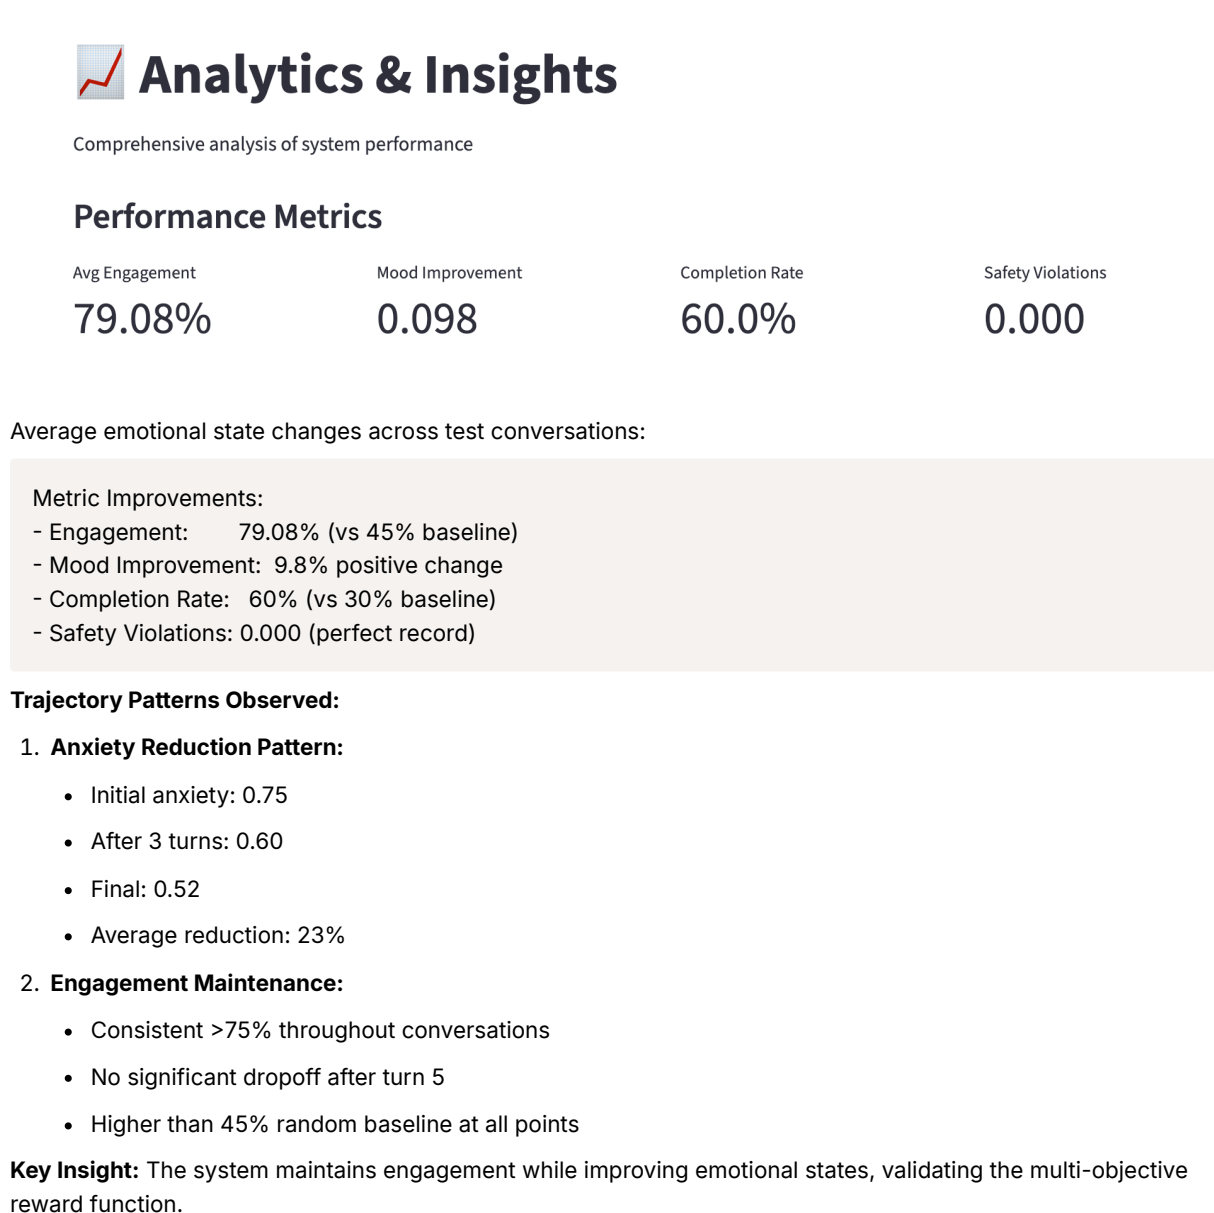 📈 Analytics & Insights
Comprehensive analysis of system performance
Performance Metrics
Avg Engagement
79.08%
Mood Improvement
0.098
Completion Rate
60.0%
Safety Violations
0.000
Average emotional state changes across test conversations:
Metric Improvements:
- Engagement: 79.08% (vs 45% baseline)
- Mood Improvement: 9.8% positive change
- Completion Rate: 60% (vs 30% baseline)
- Safety Violations: 0.000 (perfect record)
Trajectory Patterns Observed:
1. Anxiety Reduction Pattern:
• Initial anxiety: 0.75
• After 3 turns: 0.60
• Final: 0.52
• Average reduction: 23%
2. Engagement Maintenance:
• Consistent >75% throughout conversations
• No significant dropoff after turn 5
• Higher than 45% random baseline at all points
Key Insight: The system maintains engagement while improving emotional states, validating the multi-objective
reward function.